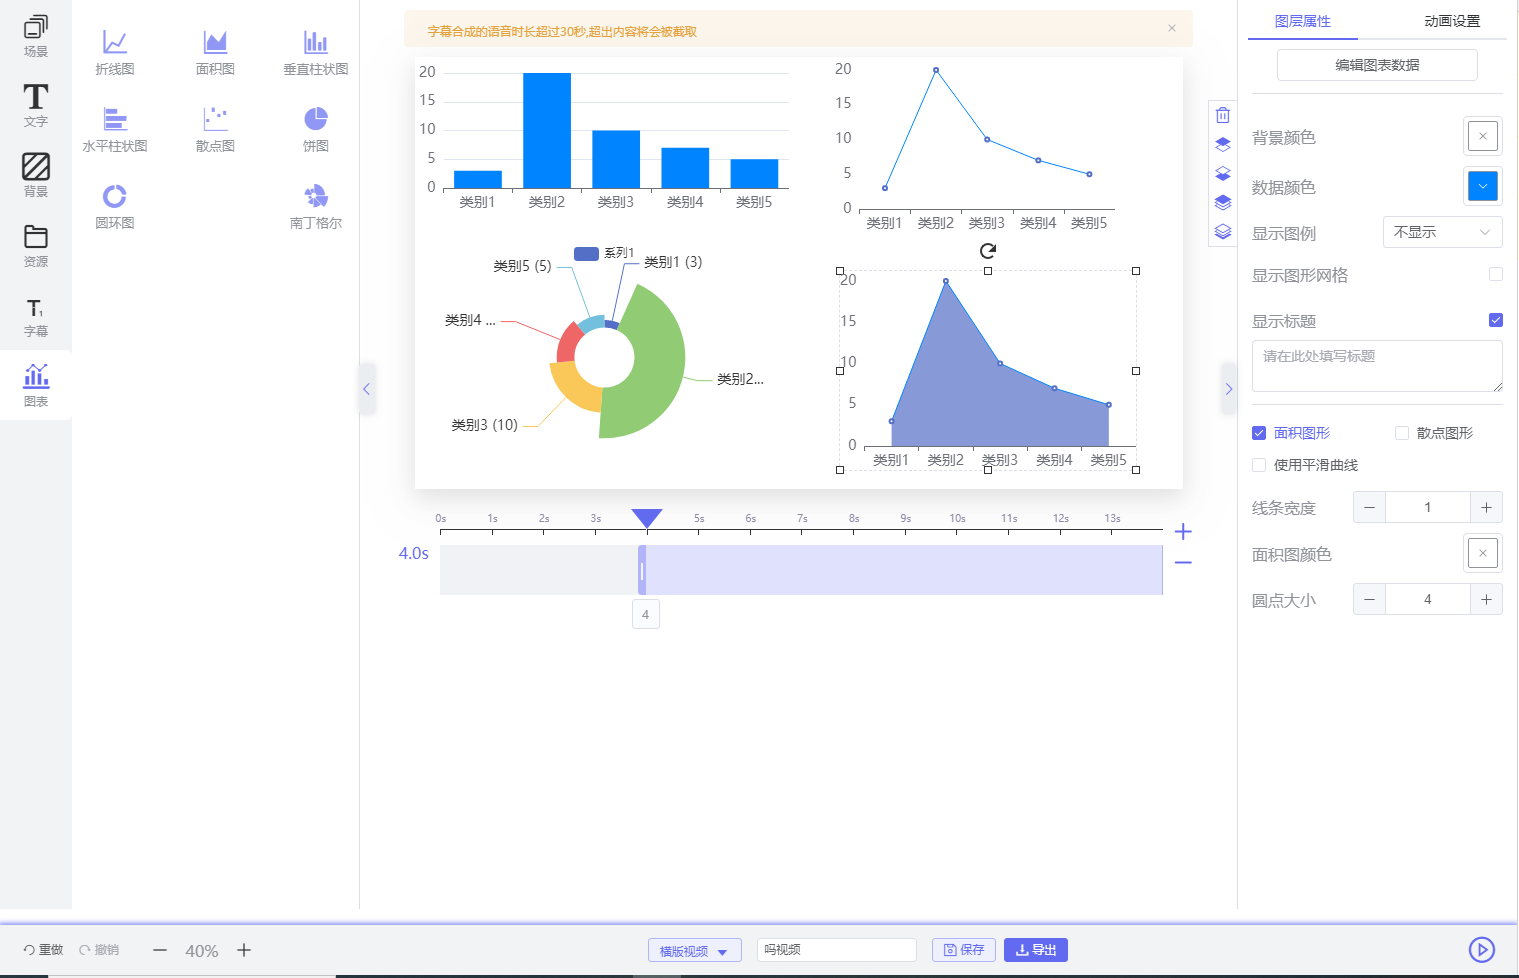 场景
文字
背景
资源
T₁
字幕
图表
折线图
面积图
垂直柱状图
水平柱状图
散点图
饼图
圆环图
南丁格尔
字幕合成的语音时长超过30秒,超出内容将会被截取
20
15
10
5
0
类别1 类别2 类别3 类别4 类别5
20
15
10
5
0
类别1 类别2 类别3 类别4 类别5
系列1
类别5 (5)
类别1 (3)
类别4 ...
类别2...
类别3 (10)
20
15
10
5
0
类别1 类别2 类别3 类别4 类别5
0s 1s 2s 3s 5s 6s 7s 8s 9s 10s 11s 12s 13s
4.0s
4
图层属性 动画设置
编辑图表数据
背景颜色
数据颜色
显示图例 不显示
显示图形网格
显示标题
请在此处填写标题
面积图形 散点图形
使用平滑曲线
线条宽度 1
面积图颜色
圆点大小 4
重做 撤销 40% 横版视频 吗视频 保存 导出